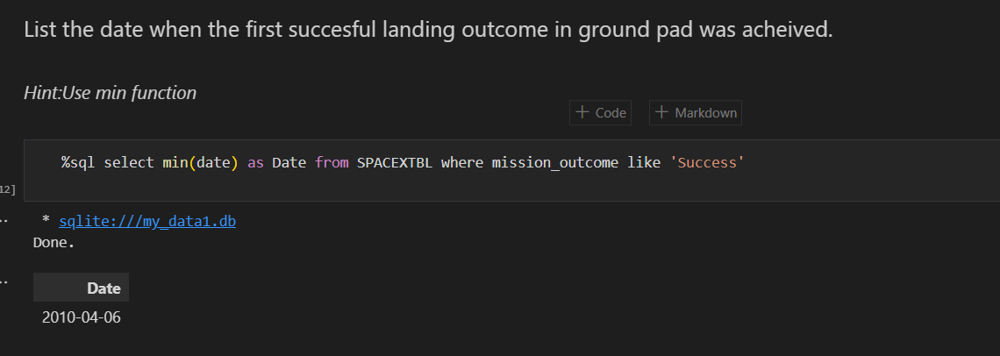 List the date when the first succesful landing outcome in ground pad was acheived.
Hint:Use min function
+ Code + Markdown
%sql select min(date) as Date from SPACEXTBL where mission_outcome like 'Success'
12]
* sqlite:///my_data1.db
Done.
Date
2010-04-06